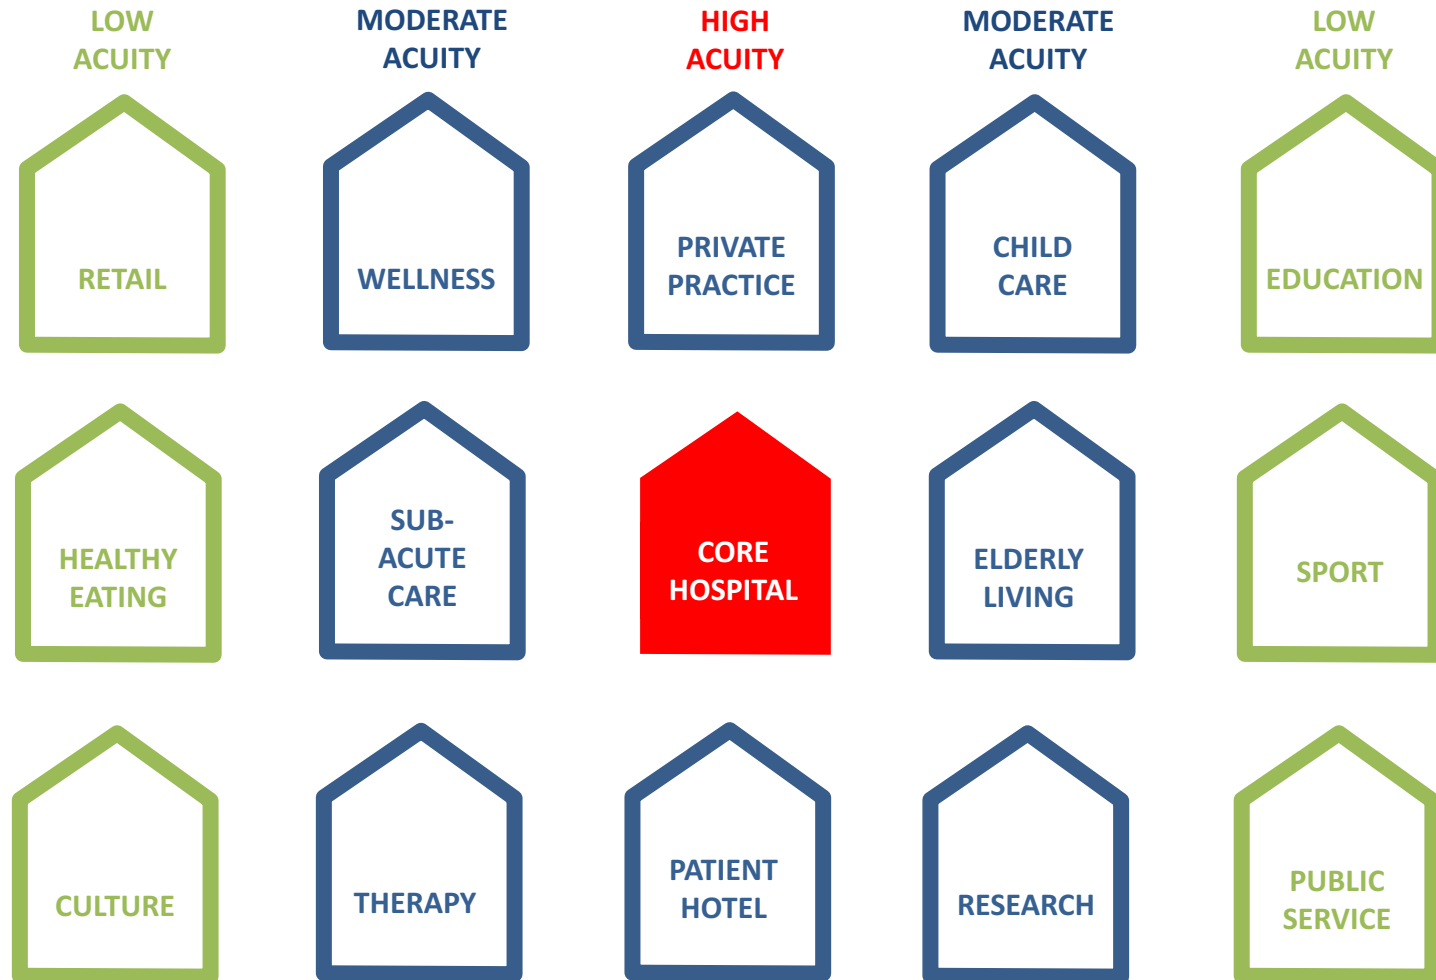 LOW
ACUITY
MODERATE
ACUITY
HIGH
ACUITY
MODERATE
ACUITY
LOW
ACUITY
RETAIL
WELLNESS
PRIVATE
PRACTICE
CHILD
CARE
EDUCATION
HEALTHY
EATING
SUB-
ACUTE
CARE
CORE
HOSPITAL
ELDERLY
LIVING
SPORT
CULTURE
THERAPY
PATIENT
HOTEL
RESEARCH
PUBLIC
SERVICE